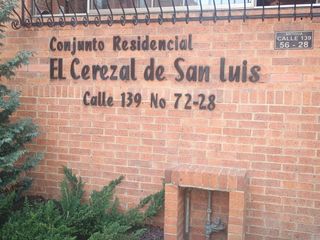 Conjunto Residencial
El Cerezal de San Luis
Calle 139 No 72-28
CALLE 139
56 - 28